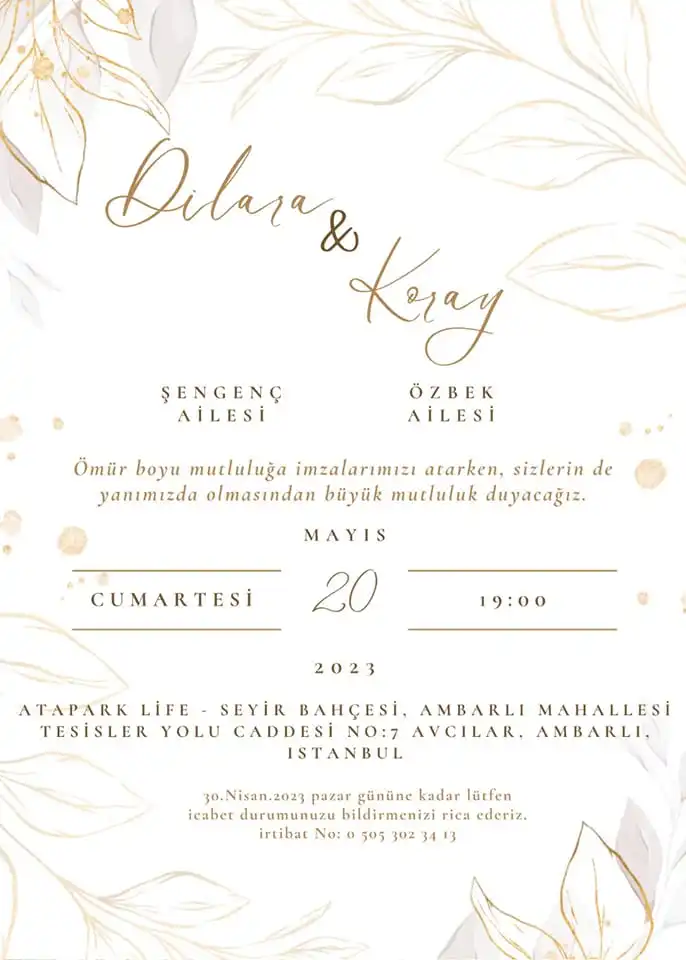 Dilara
&
Koray
ŞENGENÇ ÖZBEK
AİLESİ AİLESİ
Ömür boyu mutluluğa imzalarımızı atarken, sizlerin de
yanımızda olmasından büyük mutluluk duyacağız.
MAYIS
CUMARTESİ 20 19:00
2023
ATAPARK LİFE - SEYİR BAHÇESİ, AMBARLI MAHALLESİ
TESİSLER YOLU CADDESİ NO:7 AVCILAR, AMBARLI,
ISTANBUL
30.Nisan.2023 pazar gününe kadar lütfen
icabet durumunuzu bildirmenizi rica ederiz.
irtibat No: 0 505 302 34 13